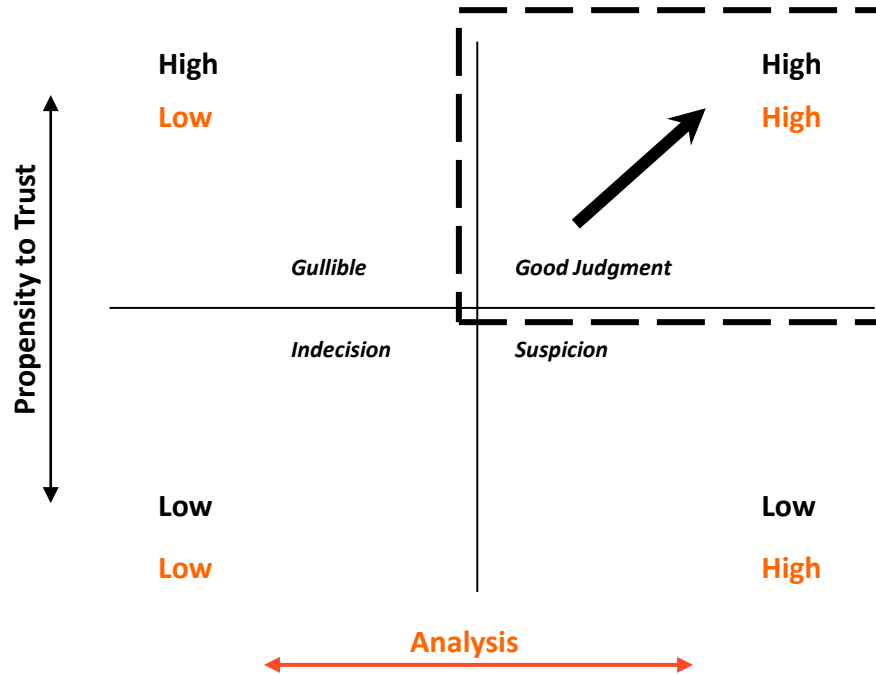 High
High
Low
High
Propensity to Trust
Gullible
Good Judgment
Indecision
Suspicion
Low
Low
Low
High
Analysis